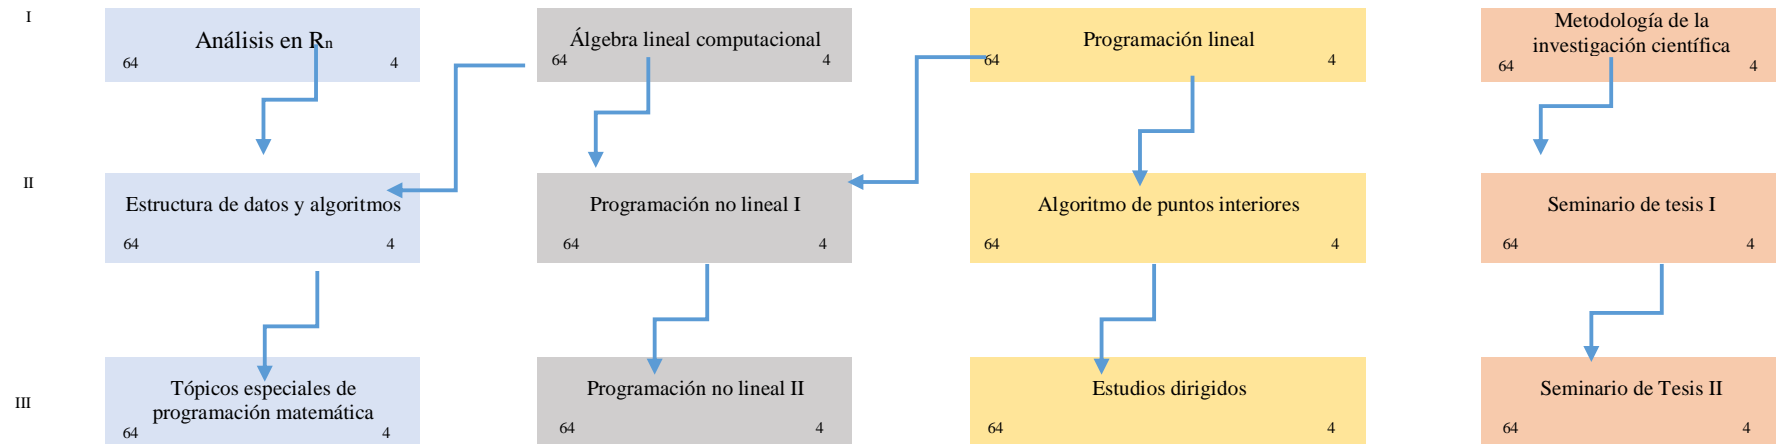 I
Análisis en Rn
64 4
Álgebra lineal computacional
64 4
Programación lineal
64 4
Metodología de la
investigación científica
64 4
II
Estructura de datos y algoritmos
64 4
Programación no lineal I
64 4
Algoritmo de puntos interiores
64 4
Seminario de tesis I
64 4
III
Tópicos especiales de
programación matemática
64 4
Programación no lineal II
64 4
Estudios dirigidos
64 4
Seminario de Tesis II
64 4